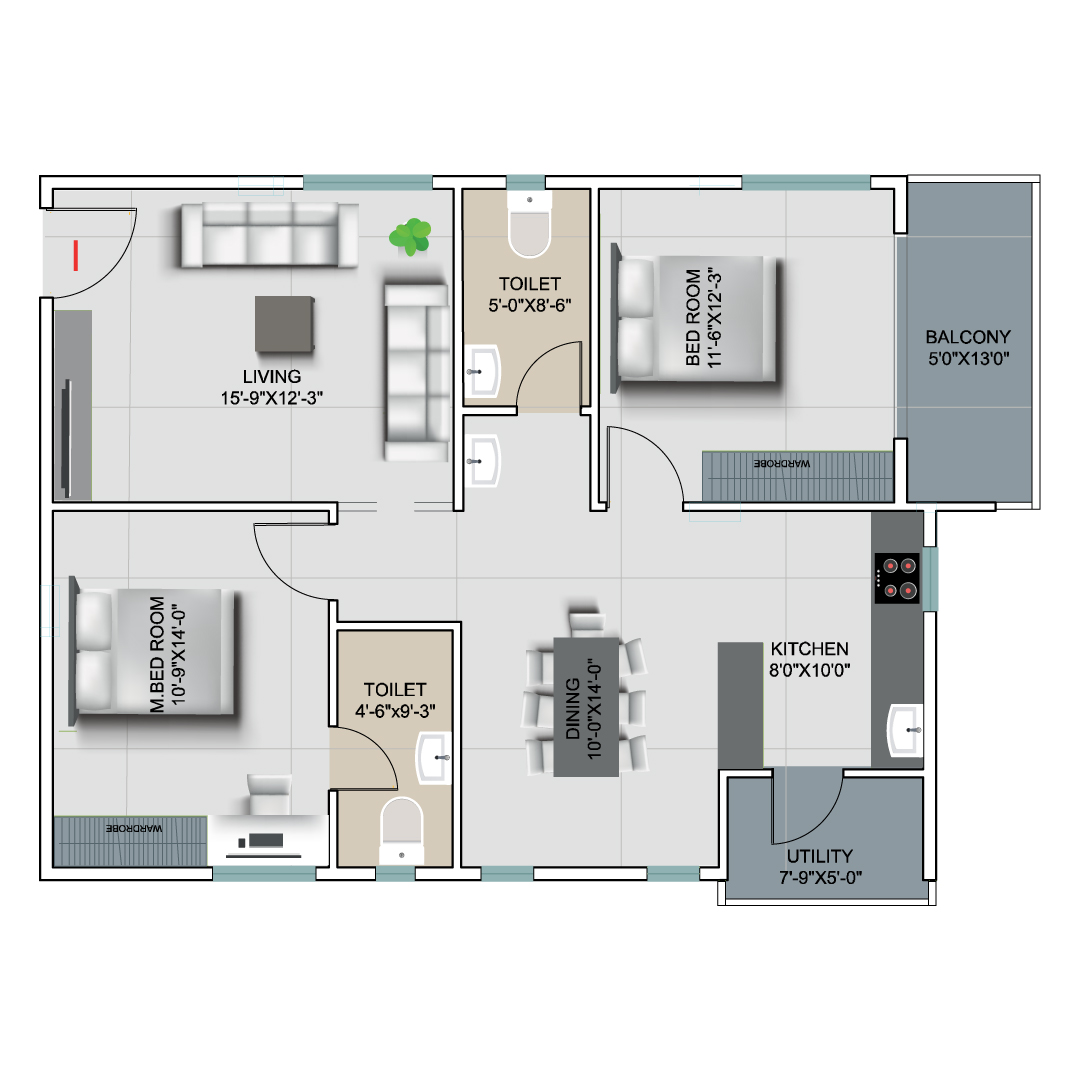 TOILET
5'-0"X8'-6"
BED ROOM
11'-6"X12'-3"
BALCONY
5'0"X13'0"
LIVING
15'-9"X12'-3"
WARDROBE
M.BED ROOM
10'-9"X14'-0"
TOILET
4'-6"x9'-3"
DINING
10'-0"X14'-0"
KITCHEN
8'0"X10'0"
WARDROBE
UTILITY
7'-9"X5'-0"